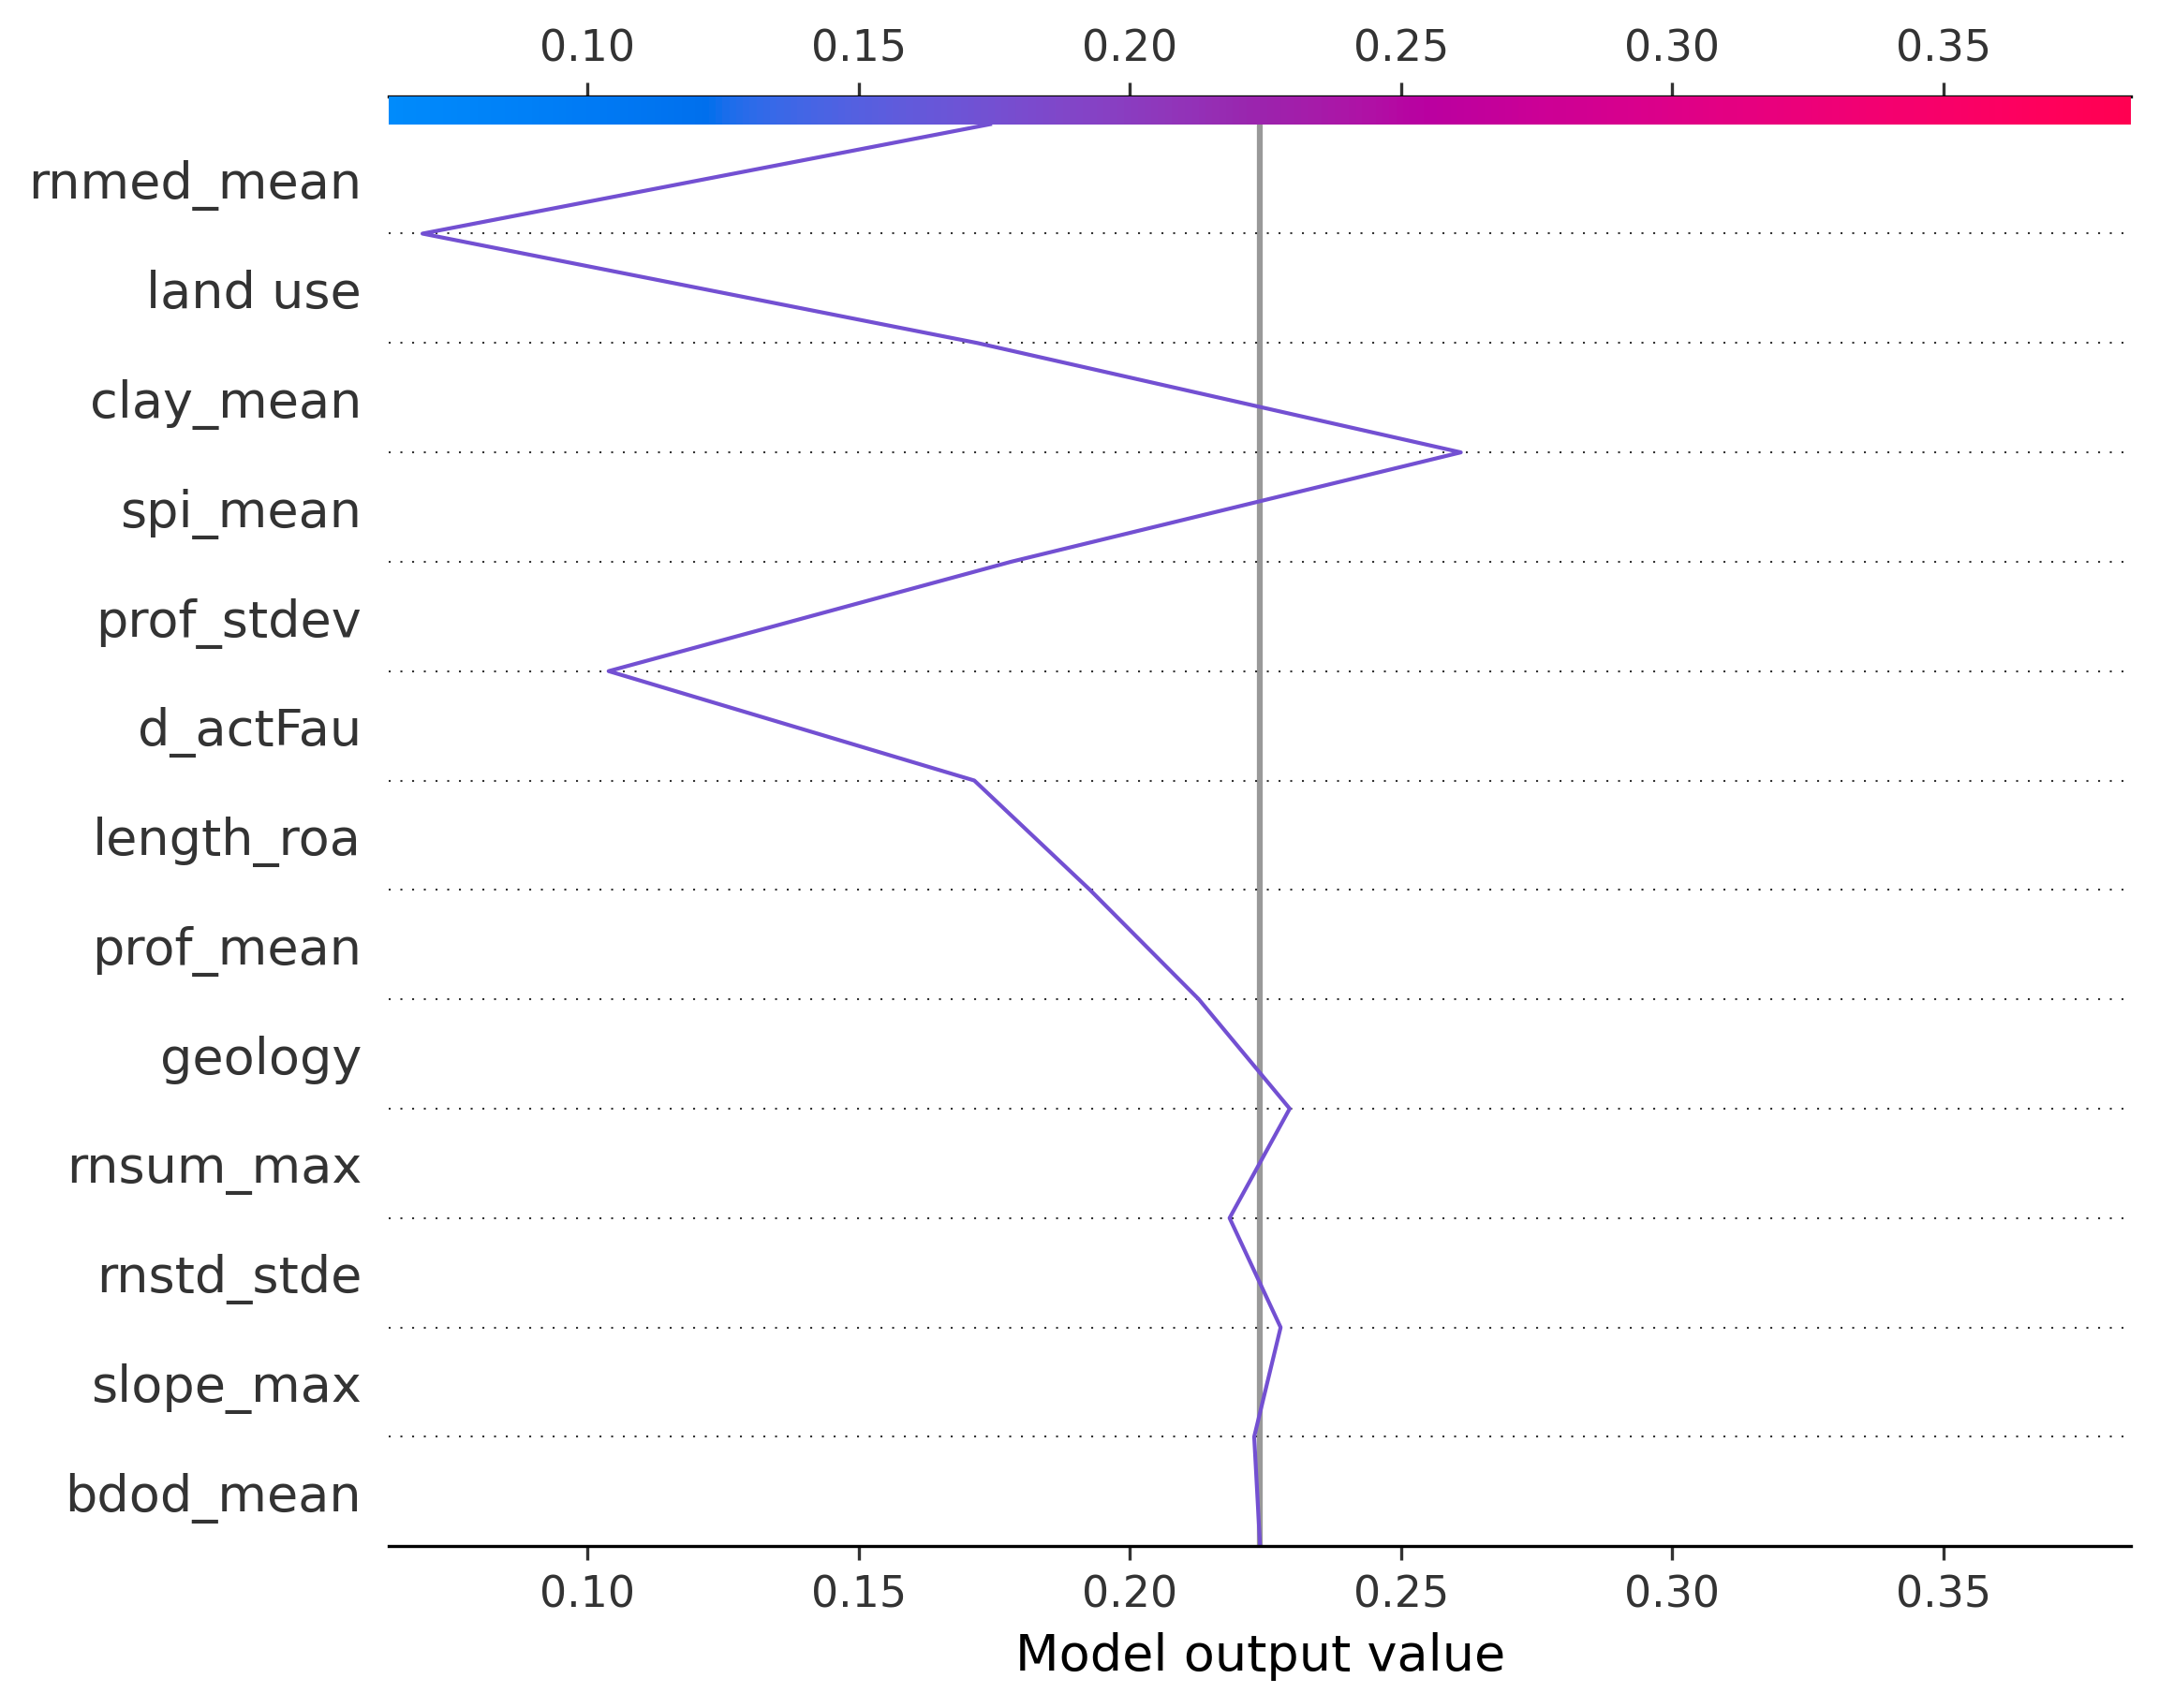 0.10 0.15 0.20 0.25 0.30 0.35
rnmed_mean
land use
clay_mean
spi_mean
prof_stdev
d_actFau
length_roa
prof_mean
geology
rnsum_max
rnstd_stde
slope_max
bdod_mean
0.10 0.15 0.20 0.25 0.30 0.35
Model output value